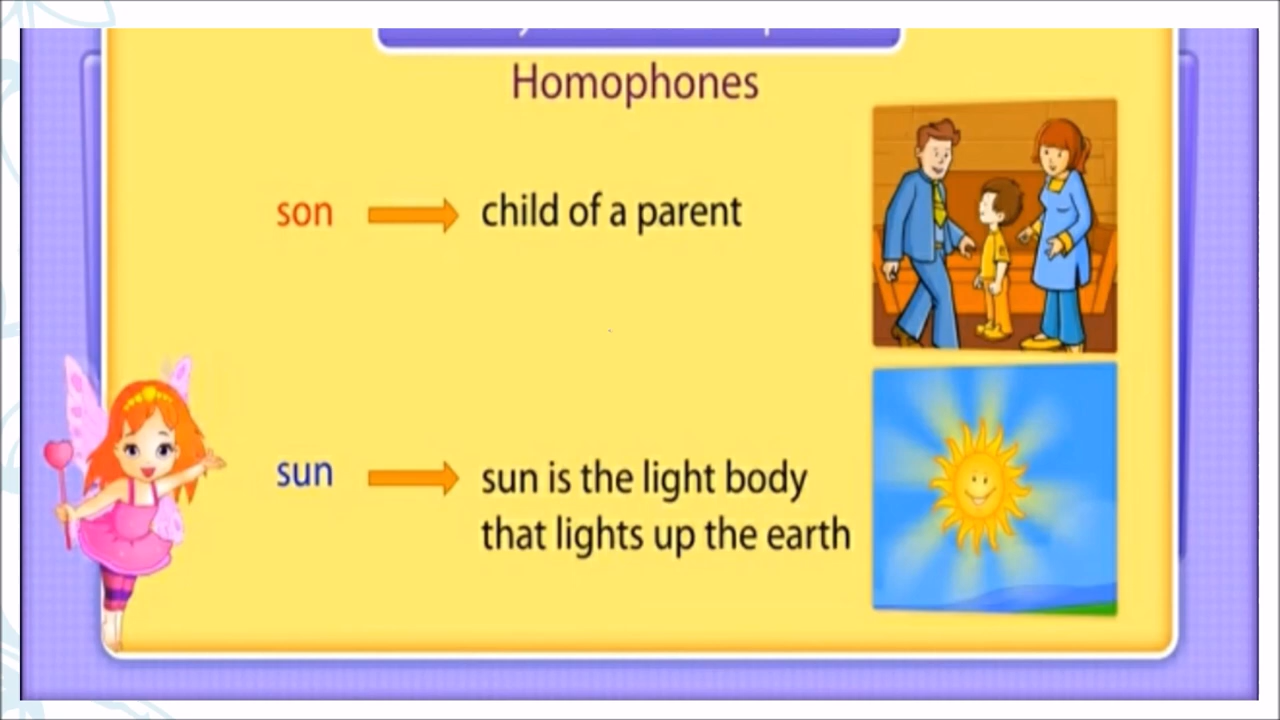 Homophones
son
child of a parent
sun
sun is the light body
that lights up the earth